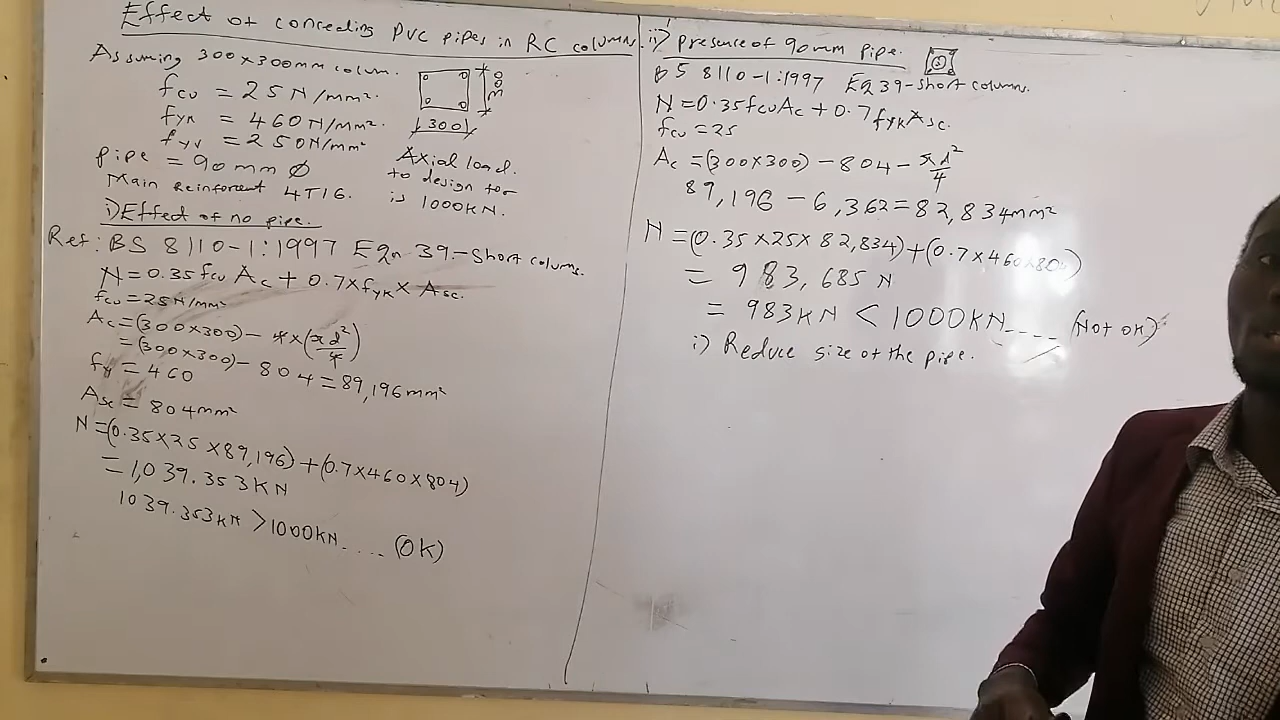 Effect of concealing PVC pipes in RC columns.
Assuming 300x300mm colum.
fcu = 25N/mm².
fyk = 460N/mm².
fyv = 250N/mm²
pipe = 90mm Ø
Main Reinforcent 4T16.
300
300
Axial load.
to design for
is 1000KN.
i) Effect of no pipe.
Ref: BS 8110-1:1997 Eqn 39-Short colums.
N=0.35fcu Ac + 0.7xfykx Asc.
fcu=25N/mm²
Ac=(300x300) - 4x(πd²/4)
=(300x300) - 804 = 89,196mm²
fy = 460
Asc = 804mm²
N=(0.35x25x89,196)+(0.7x460x804)
=1,039.353KN
1039.353KN >1000KN..... (OK)
ii) presence of 90mm pipe.
BS 8110-1:1997 Eq 39-short colums.
N=0.35fcuAc + 0.7fykAsc.
fcu=25
Ac =(300x300) - 804 - πd²/4
89,196 - 6,362=82,834mm²
N=(0.35x25x82,834)+(0.7x460x804)
= 983,685 N
= 983KN < 1000KN.... (Not ok)
i) Reduce size of the pipe.